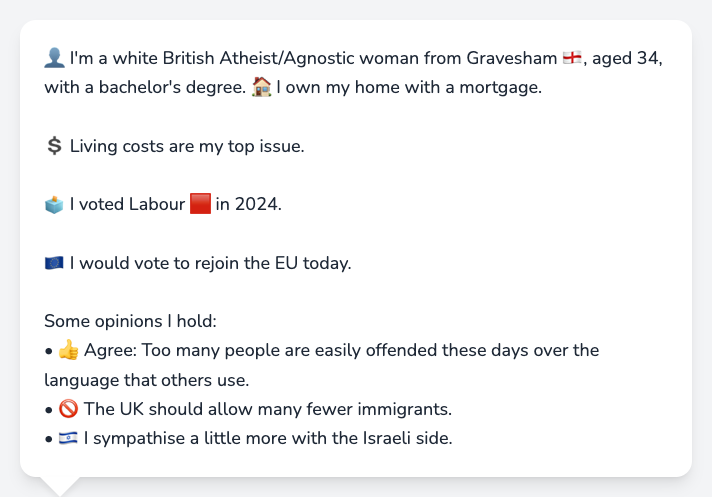 👤 I'm a white British Atheist/Agnostic woman from Gravesham 🏴󠁧󠁢󠁥󠁮󠁧󠁿, aged 34,
with a bachelor's degree. 🏠 I own my home with a mortgage.
💲 Living costs are my top issue.
🗳️ I voted Labour 🟥 in 2024.
🇪🇺 I would vote to rejoin the EU today.
Some opinions I hold:
• 👍 Agree: Too many people are easily offended these days over the
language that others use.
• 🚫 The UK should allow many fewer immigrants.
• 🇮🇱 I sympathise a little more with the Israeli side.